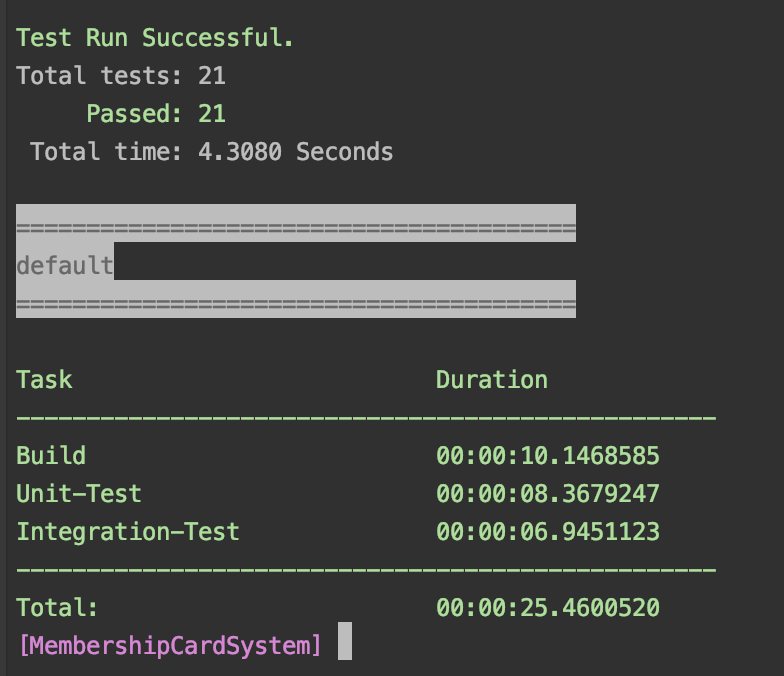 Test Run Successful.
Total tests: 21
Passed: 21
Total time: 4.3080 Seconds
========================================
default
========================================
Task Duration
--------------------------------------------------
Build 00:00:10.1468585
Unit-Test 00:00:08.3679247
Integration-Test 00:00:06.9451123
--------------------------------------------------
Total: 00:00:25.4600520
[MembershipCardSystem]